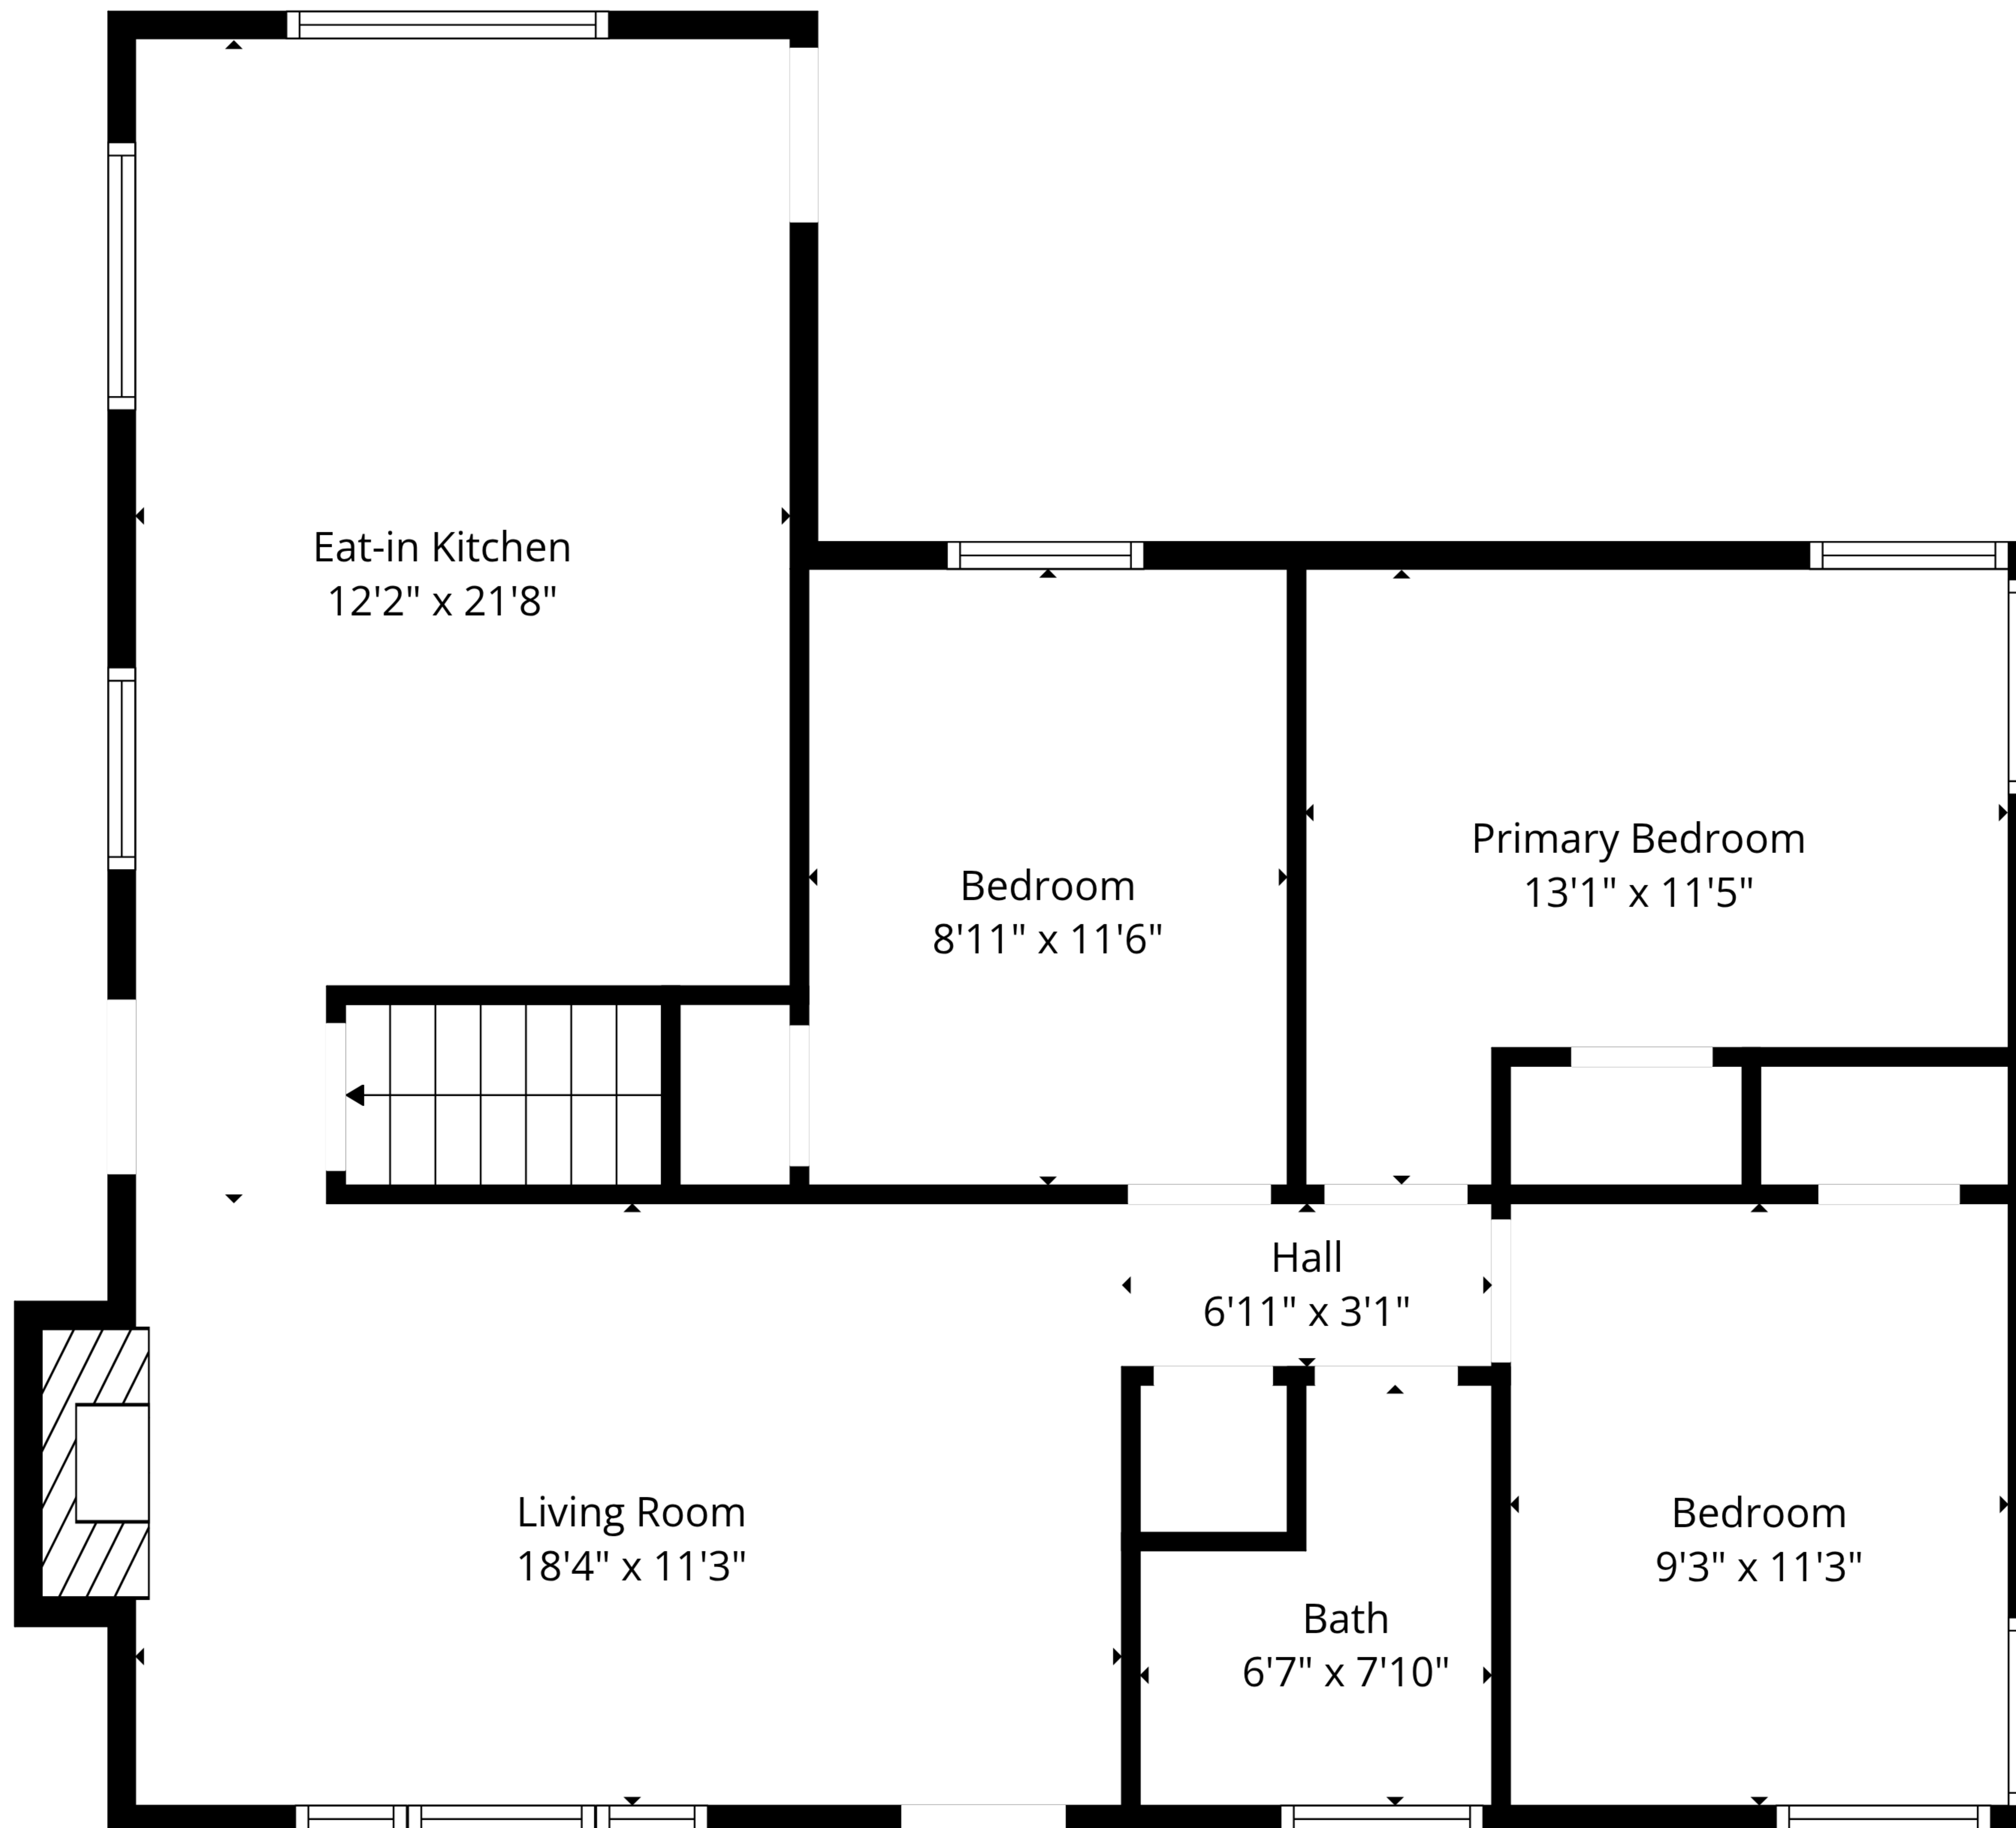 Eat-in Kitchen
12'2" x 21'8"
Primary Bedroom
13'1" x 11'5"
Bedroom
8'11" x 11'6"
Hall
6'11" x 3'1"
Living Room
18'4" x 11'3"
Bedroom
9'3" x 11'3"
Bath
6'7" x 7'10"